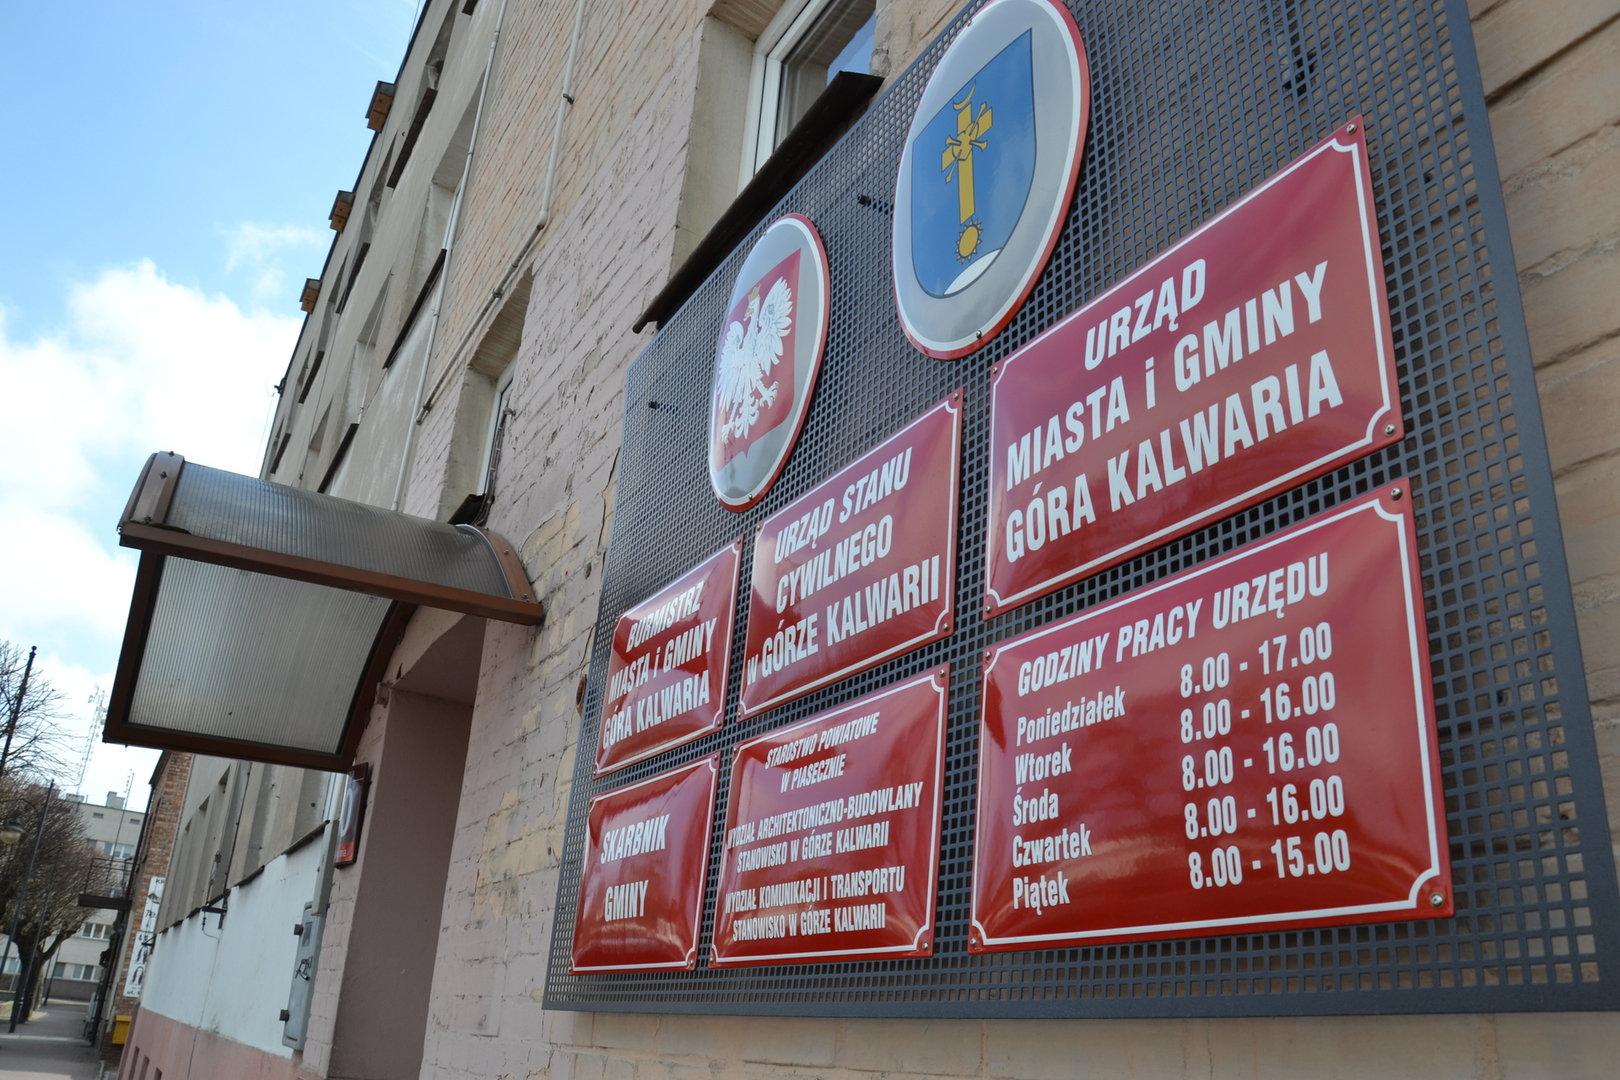 URZĄD
MIASTA i GMINY
GÓRA KALWARIA
URZĄD STANU
CYWILNEGO
w GÓRZE KALWARII
BURMISTRZ
MIASTA i GMINY
GÓRA KALWARIA
SKARBNIK
GMINY
STAROSTWO POWIATOWE
W PIASECZNIE
WYDZIAŁ ARCHITEKTONICZNO-BUDOWLANY
STANOWISKO W GÓRZE KALWARII
WYDZIAŁ KOMUNIKACJI I TRANSPORTU
STANOWISKO W GÓRZE KALWARII
GODZINY PRACY URZĘDU
Poniedziałek 8.00 - 17.00
Wtorek 8.00 - 16.00
Środa 8.00 - 16.00
Czwartek 8.00 - 16.00
Piątek 8.00 - 15.00